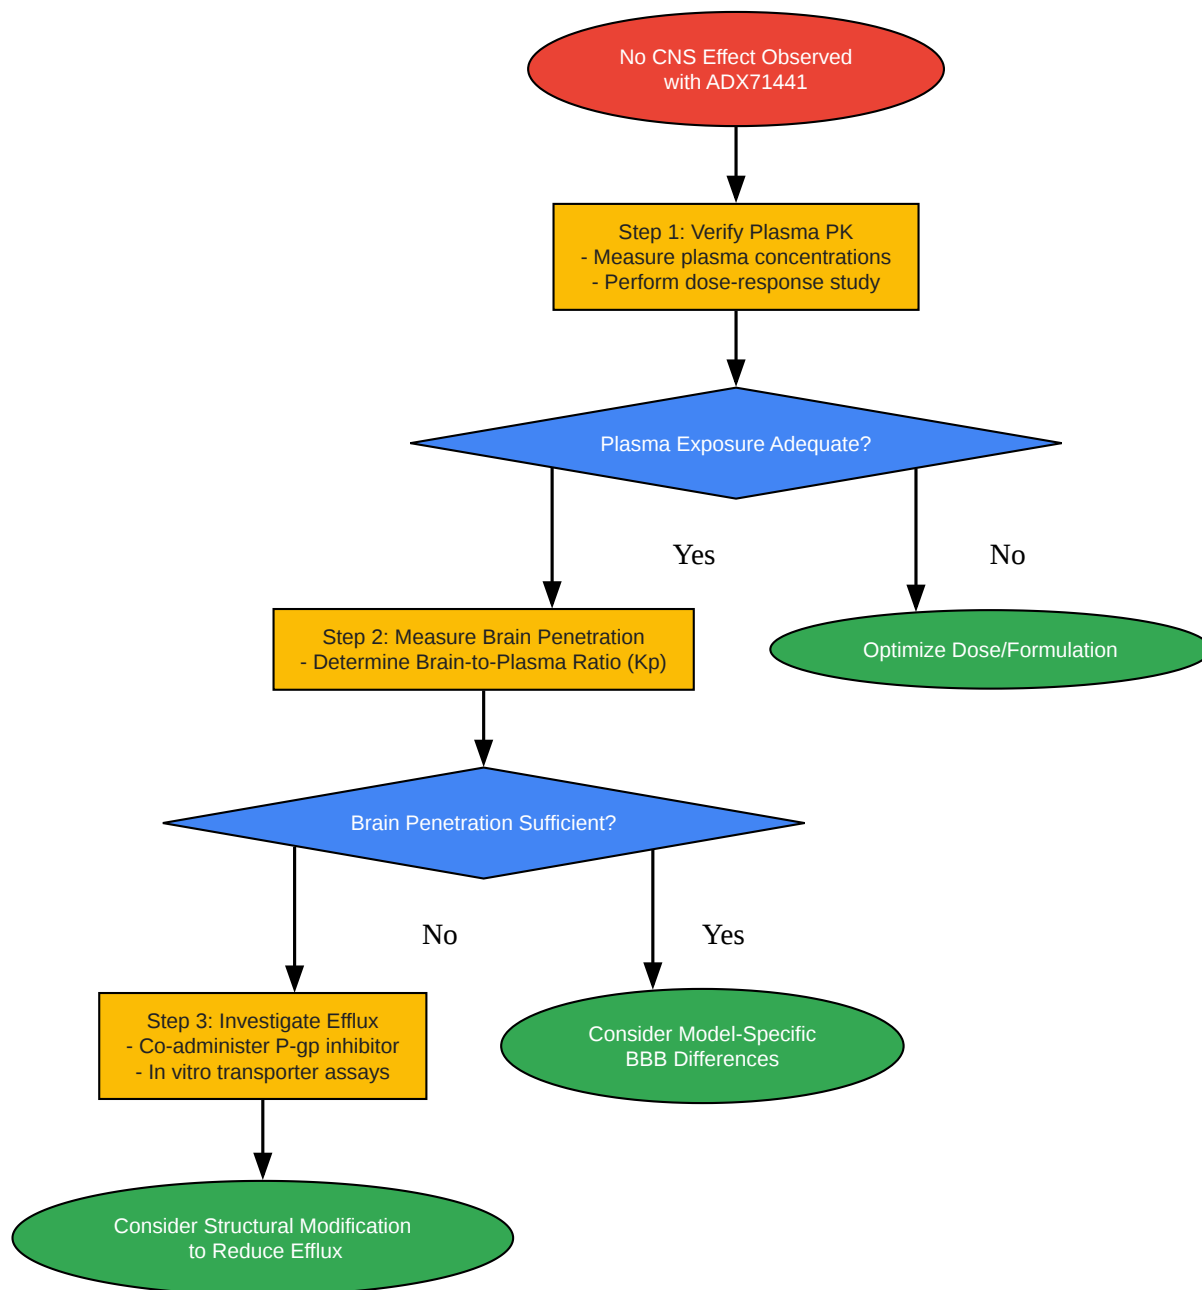 No CNS Effect Observed
with ADX71441
Step 1: Verify Plasma PK
- Measure plasma concentrations
- Perform dose-response study
Plasma Exposure Adequate?
Yes
No
Step 2: Measure Brain Penetration
- Determine Brain-to-Plasma Ratio (Kp)
Optimize Dose/Formulation
Brain Penetration Sufficient?
No
Yes
Step 3: Investigate Efflux
- Co-administer P-gp inhibitor
- In vitro transporter assays
Consider Model-Specific
BBB Differences
Consider Structural Modification
to Reduce Efflux